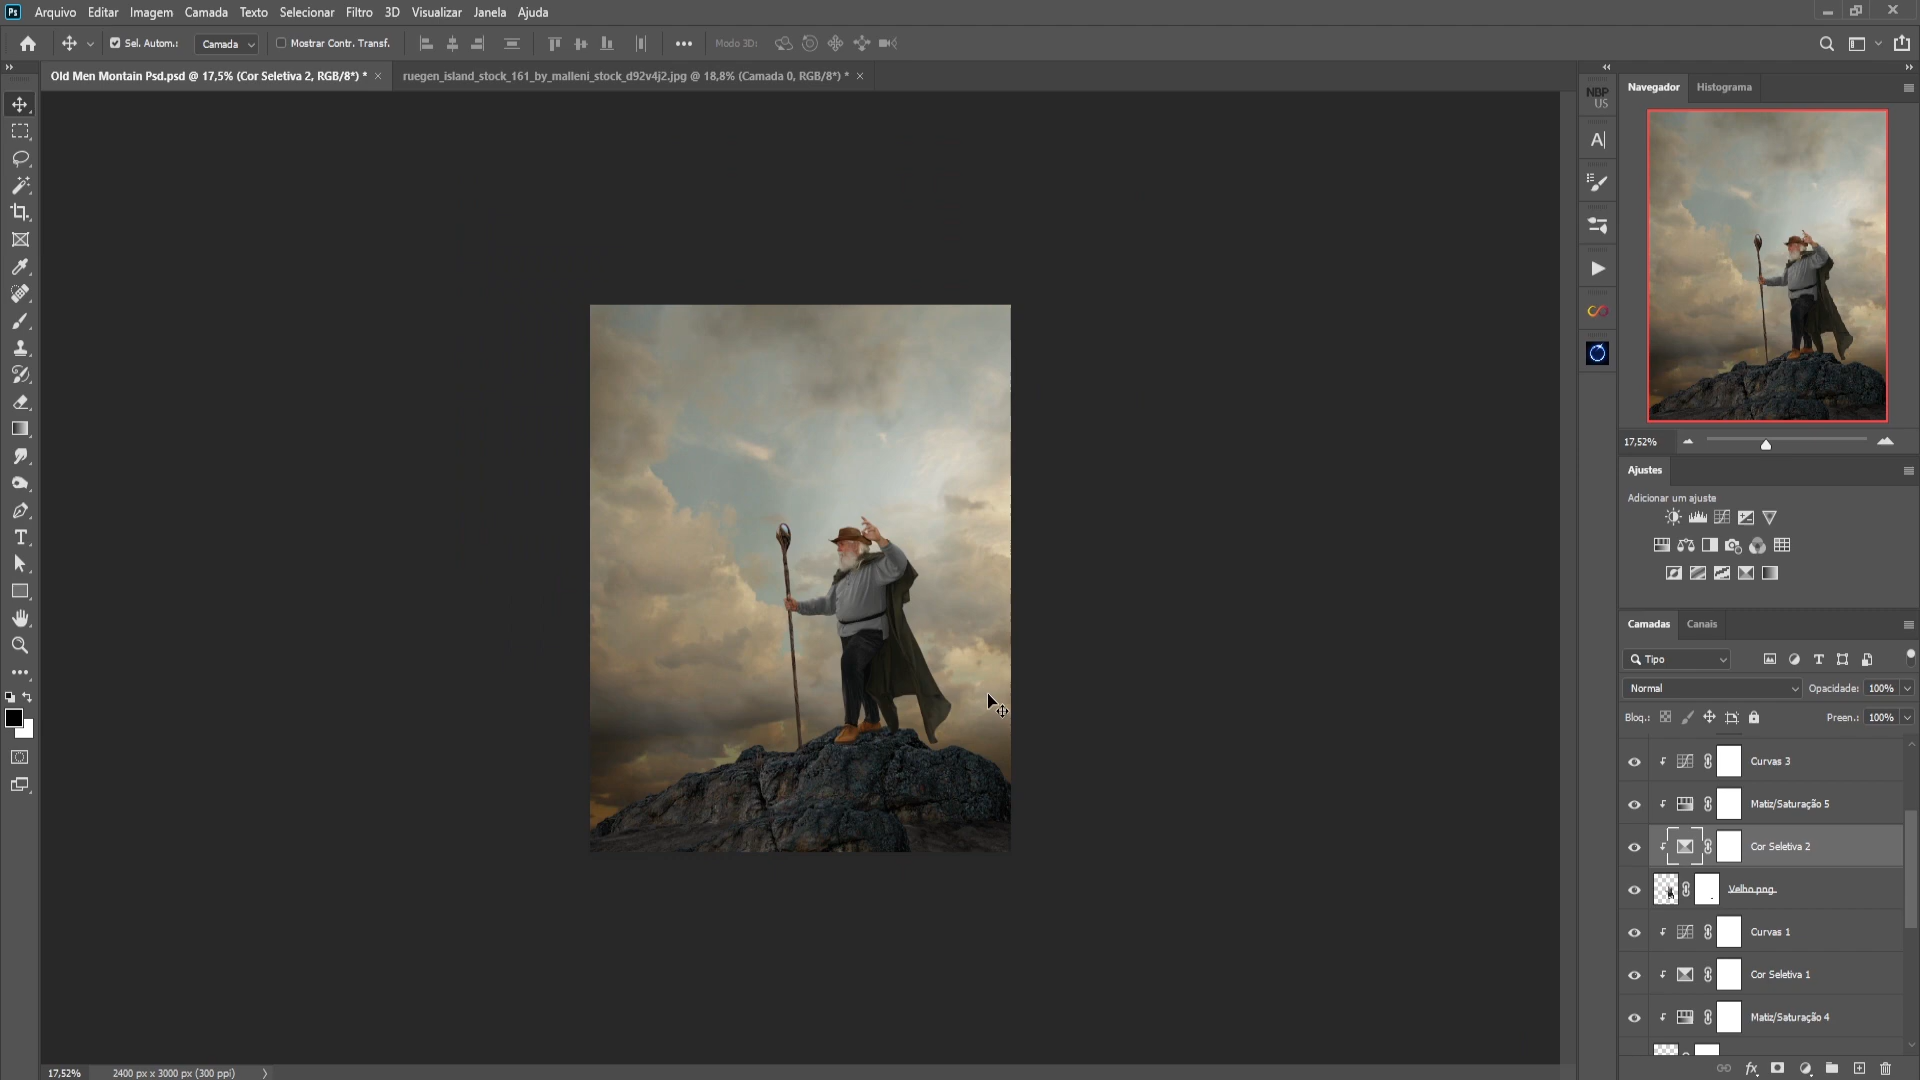 Ps Arquivo Editar Imagem Camada Texto Selecionar Filtro 3D Visualizar Janela Ajuda
Sel. Autom.: Camada Mostrar Contr. Transf. Modo 3D:
Old Men Montain Psd.psd @ 17,5% (Cor Seletiva 2, RGB/8*) * ruegen_island_stock_161_by_malleni_stock_d92v4j2.jpg @ 18,8% (Camada 0, RGB/8*) *
NBP
US
Navegador Histograma
17,52%
Ajustes
Adicionar um ajuste
Camadas Canais
Tipo
Normal Opacidade: 100%
Bloq.: Preen.: 100%
Curvas 3
Matiz/Saturação 5
Cor Seletiva 2
Velho.png
Curvas 1
Cor Seletiva 1
Matiz/Saturação 4
17,52% 2400 px x 3000 px (300 ppi)